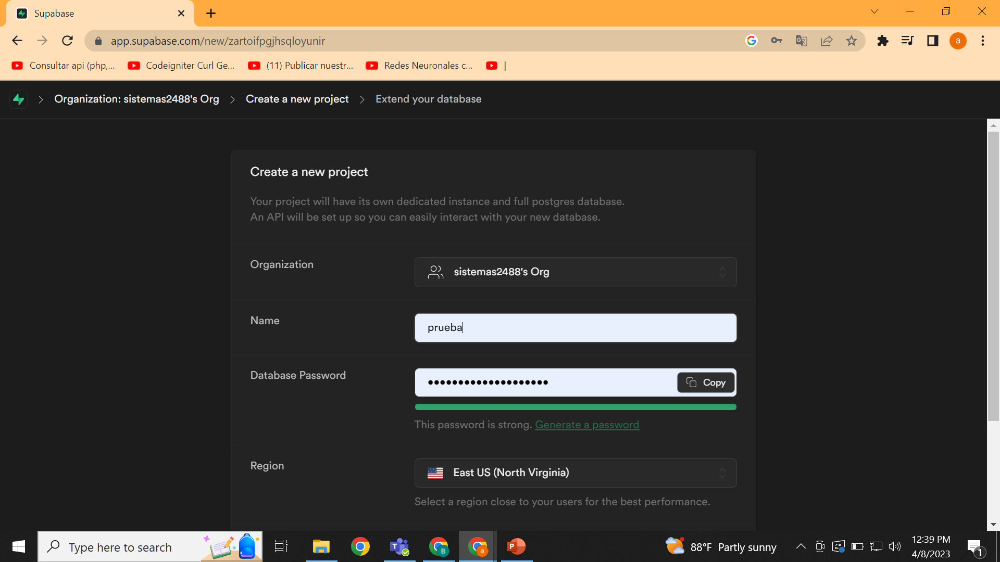 Supabase
app.supabase.com/new/zartoifpgjhsqloyunir
a
Consultar api (php,...
Codeigniter Curl Ge...
(11) Publicar nuestr...
Redes Neuronales c...
|
Organization: sistemas2488's Org
Create a new project
Extend your database
Create a new project
Your project will have its own dedicated instance and full postgres database.
An API will be set up so you can easily interact with your new database.
Organization
sistemas2488's Org
Name
prueba
Database Password
••••••••••••••••••••
Copy
This password is strong. Generate a password
Region
East US (North Virginia)
Select a region close to your users for the best performance.
Type here to search
T
B
a
P
88°F Partly sunny
12:39 PM
4/8/2023
1